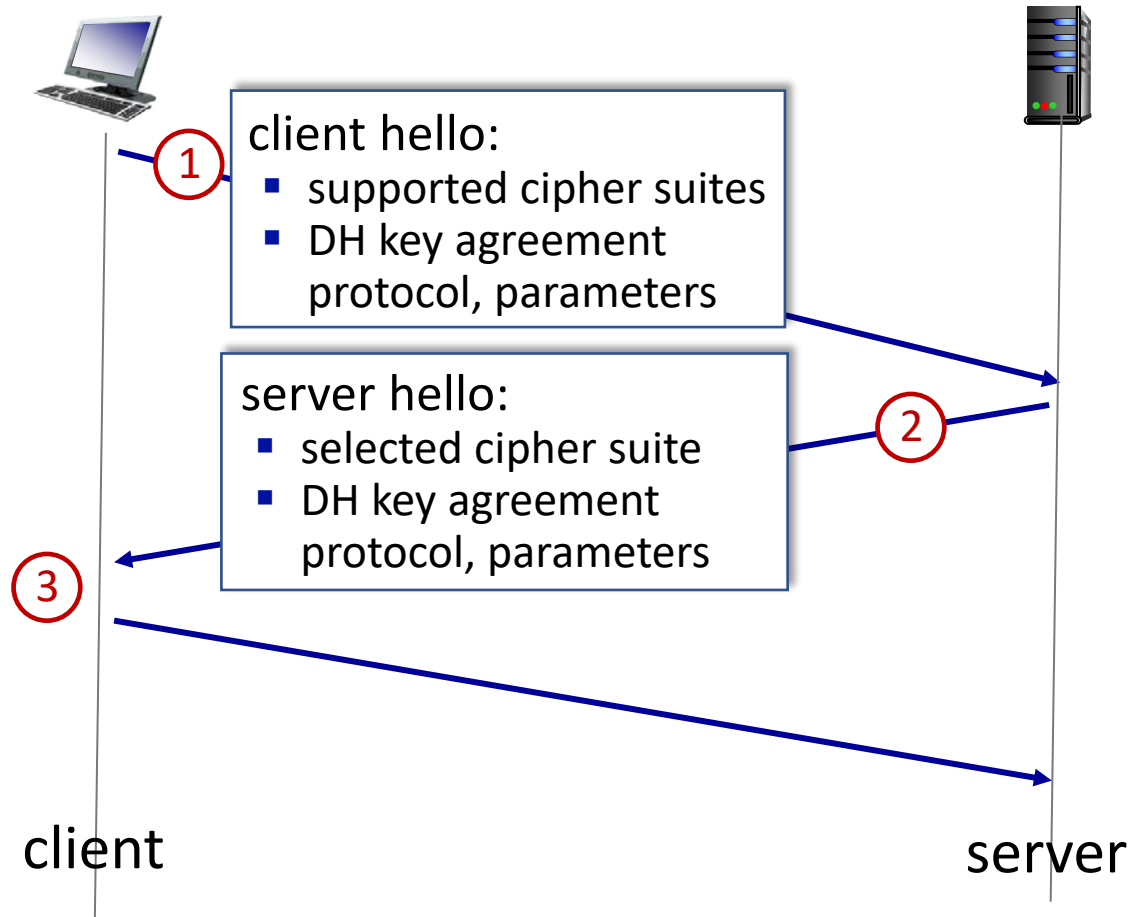 1
client hello:
▪ supported cipher suites
▪ DH key agreement
protocol, parameters
server hello:
▪ selected cipher suite
▪ DH key agreement
protocol, parameters
2
3
client
server